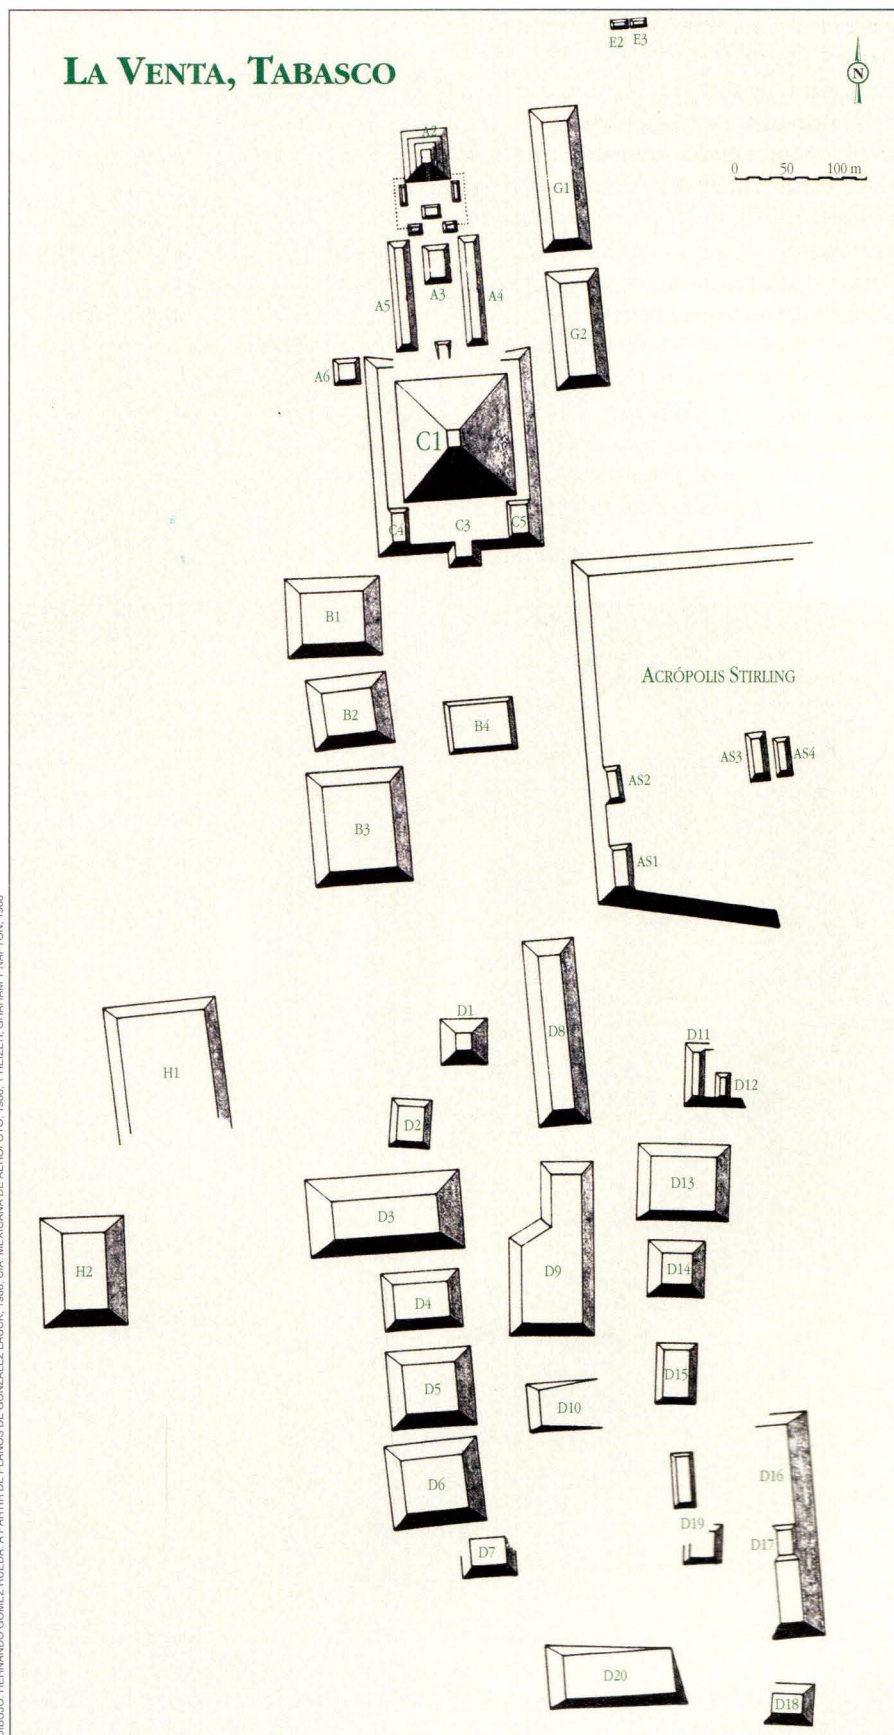 LA VENTA, TABASCO
E2 E3
N
0 50 100 m
A2
G1
A5
A3
A4
G2
A6
C1
C4
C3
C5
B1
ACRÓPOLIS STIRLING
B2
B4
AS3
AS4
AS2
B3
AS1
D1
D8
D11
H1
D12
D2
D13
D3
H2
D9
D14
D4
D15
D5
D10
D6
D16
D19
D17
D7
D20
D18